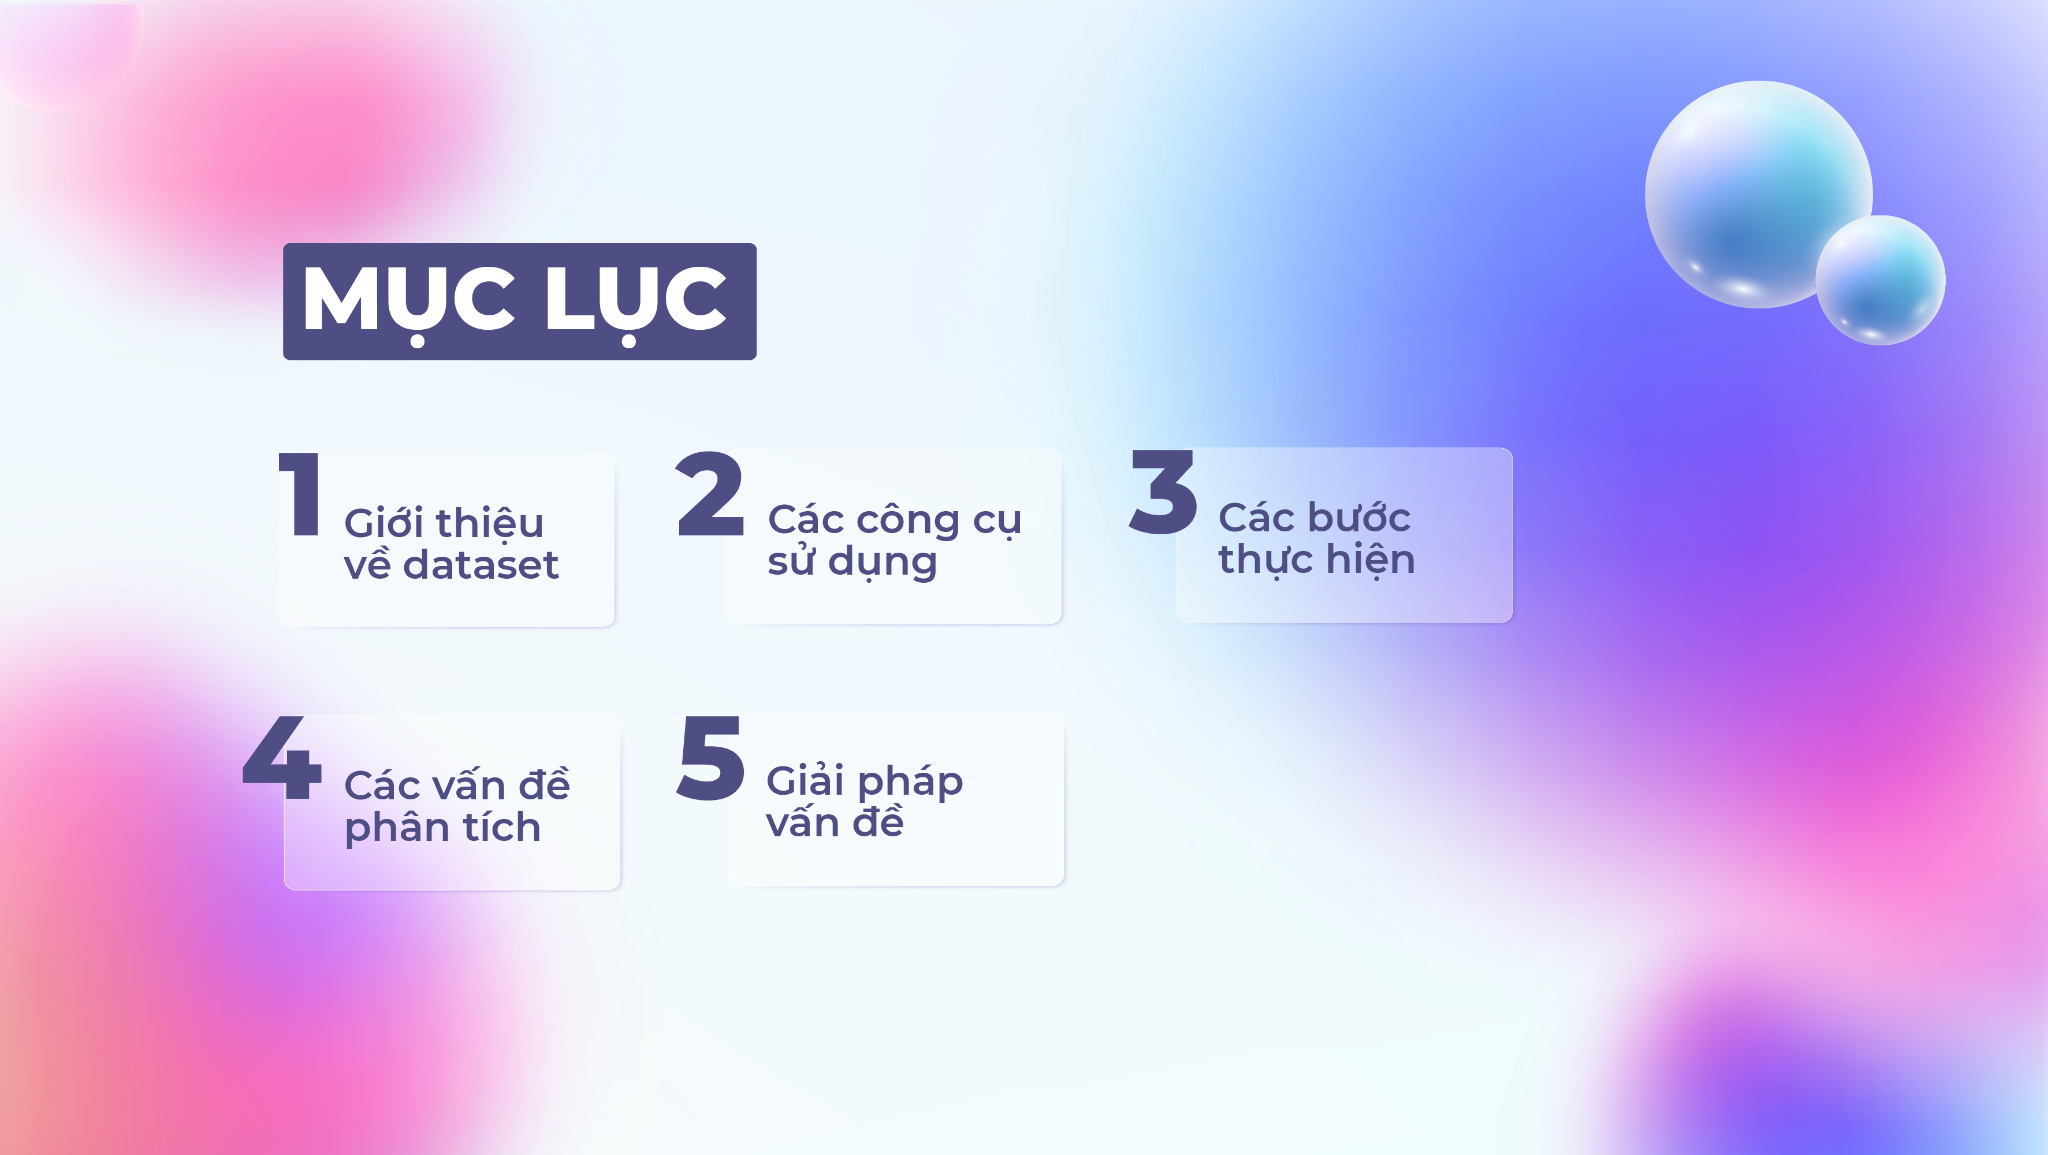 MỤC LỤC
1
Giới thiệu
về dataset
2
Các công cụ
sử dụng
3
Các bước
thực hiện
4
Các vấn đề
phân tích
5
Giải pháp
vấn đề